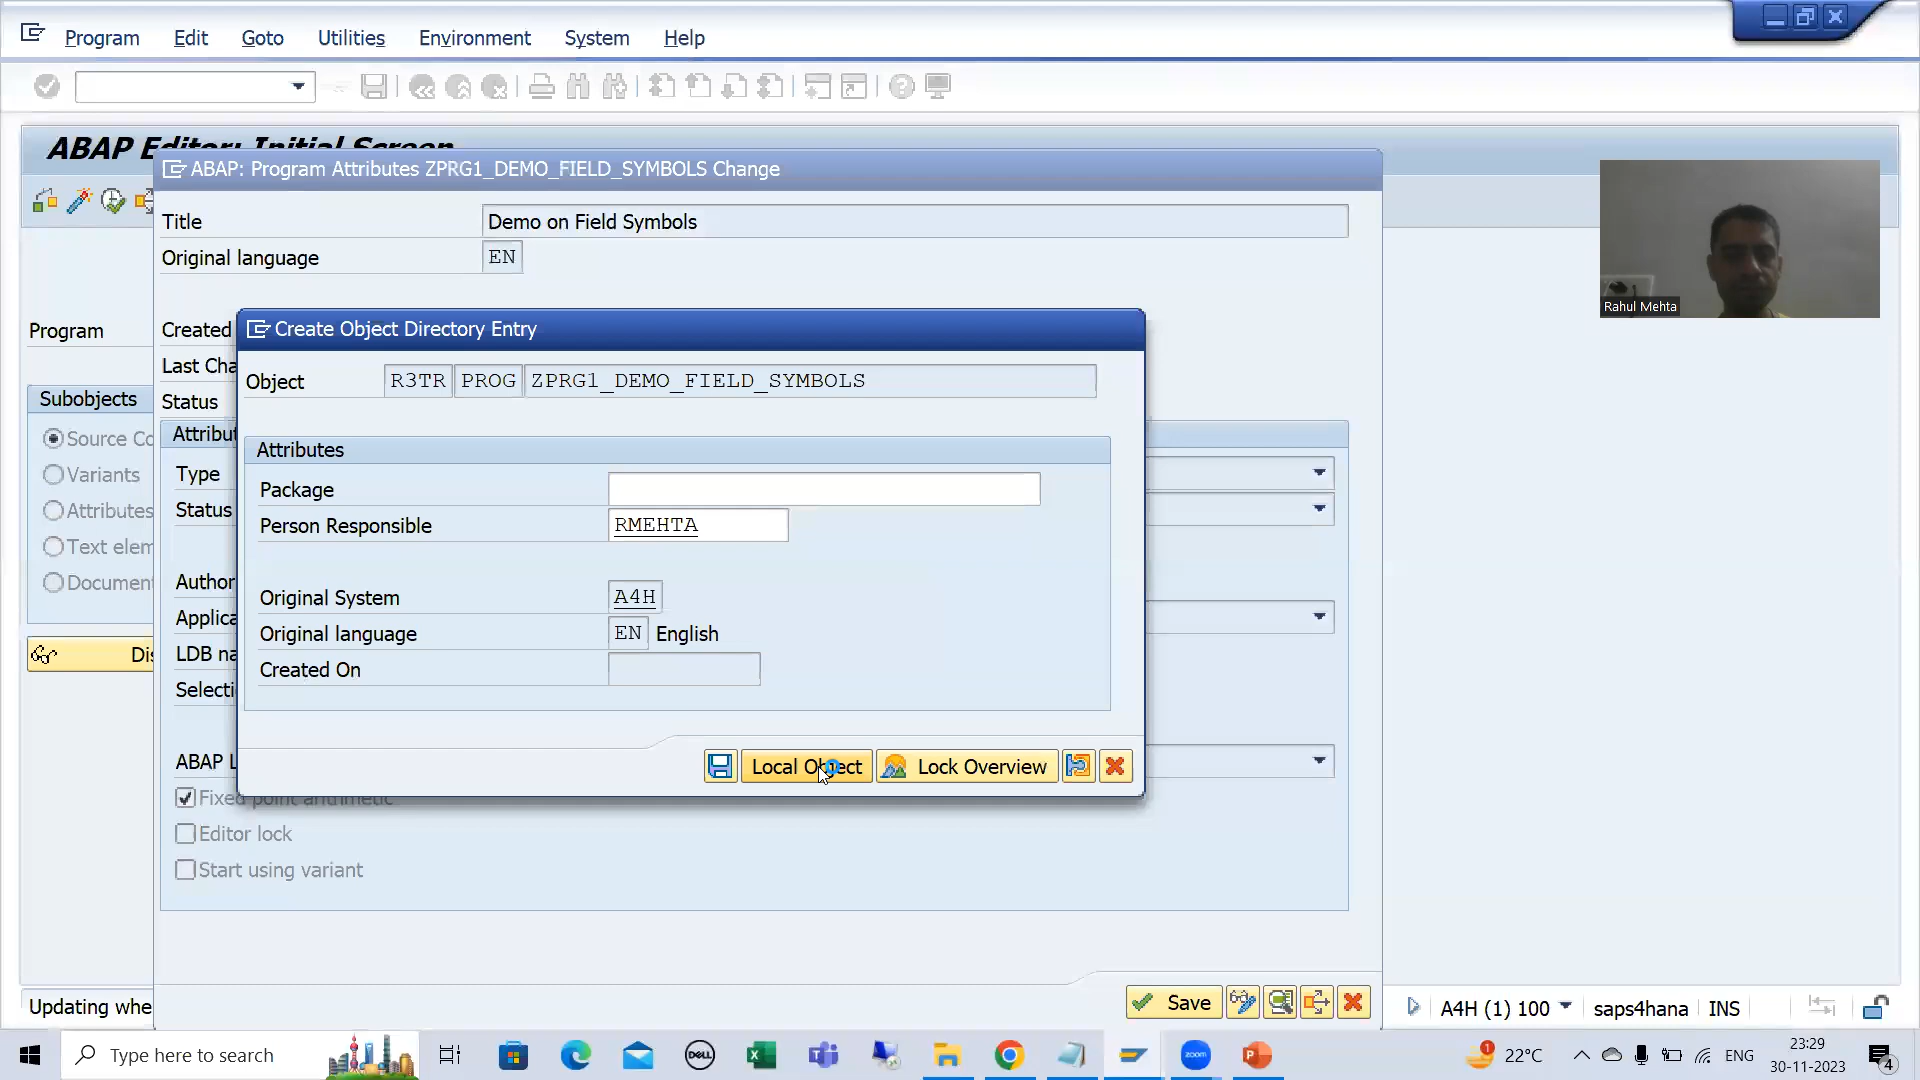 Program Edit Goto Utilities Environment System Help
ABAP Editor: Initial Screen
ABAP: Program Attributes ZPRG1_DEMO_FIELD_SYMBOLS Change
Title Demo on Field Symbols
Original language EN
Rahul Mehta
Program
Created
Last Cha
Create Object Directory Entry
Object R3TR PROG ZPRG1_DEMO_FIELD_SYMBOLS
Subobjects
Status
Attribut
Attributes
Source Co
Type
Package
Variants
Status
Person Responsible RMEHTA
Attributes
Text elem
Document
Author
Original System A4H
Applica
Original language EN English
LDB na
Dis
Created On
Selecti
ABAP L
Local Object Lock Overview
Fixed point arithmetic
Editor lock
Start using variant
Save
Updating whe
A4H (1) 100 saps4hana INS
Type here to search
DELL
zoom
1
22°C
ENG
23:29
30-11-2023
4